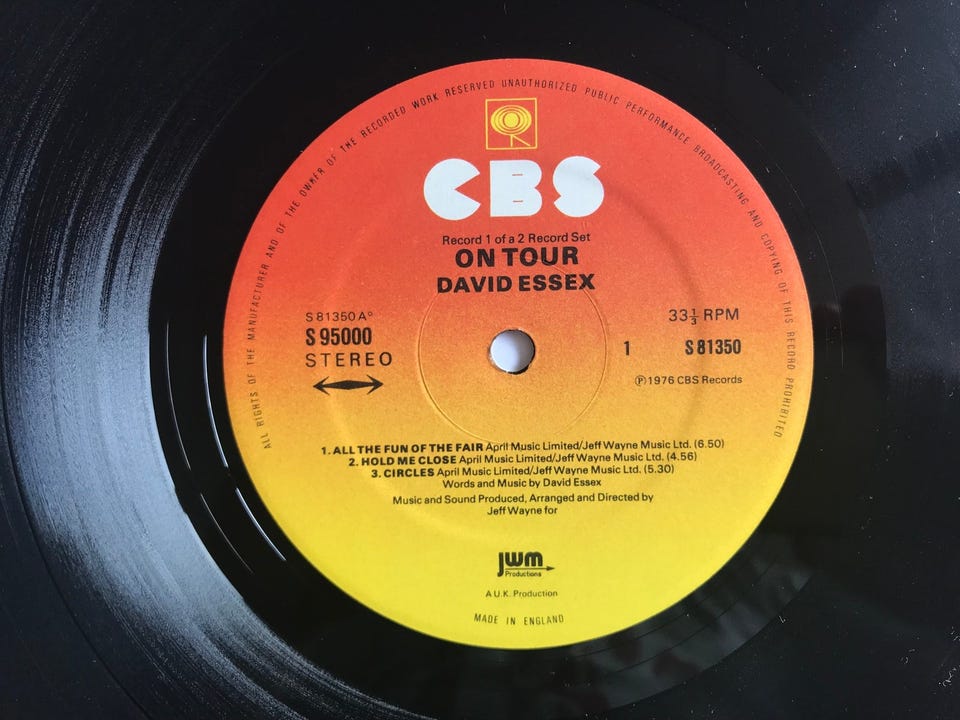 ALL RIGHTS OF THE MANUFACTURER AND OF THE OWNER OF THE RECORDED WORK RESERVED UNAUTHORIZED PUBLIC PERFORMANCE BROADCASTING AND COPYING OF THIS RECORD PROHIBITED
CBS
Record 1 of a 2 Record Set
ON TOUR
DAVID ESSEX
S 81350 A°
S 95000
STEREO
33⅓ RPM
1 S 81350
Ⓟ 1976 CBS Records
1. ALL THE FUN OF THE FAIR April Music Limited/Jeff Wayne Music Ltd. (6.50)
2. HOLD ME CLOSE April Music Limited/Jeff Wayne Music Ltd. (4.56)
3. CIRCLES April Music Limited/Jeff Wayne Music Ltd. (5.30)
Words and Music by David Essex
Music and Sound Produced, Arranged and Directed by
Jeff Wayne for
jwm
Productions
A U.K. Production
MADE IN ENGLAND